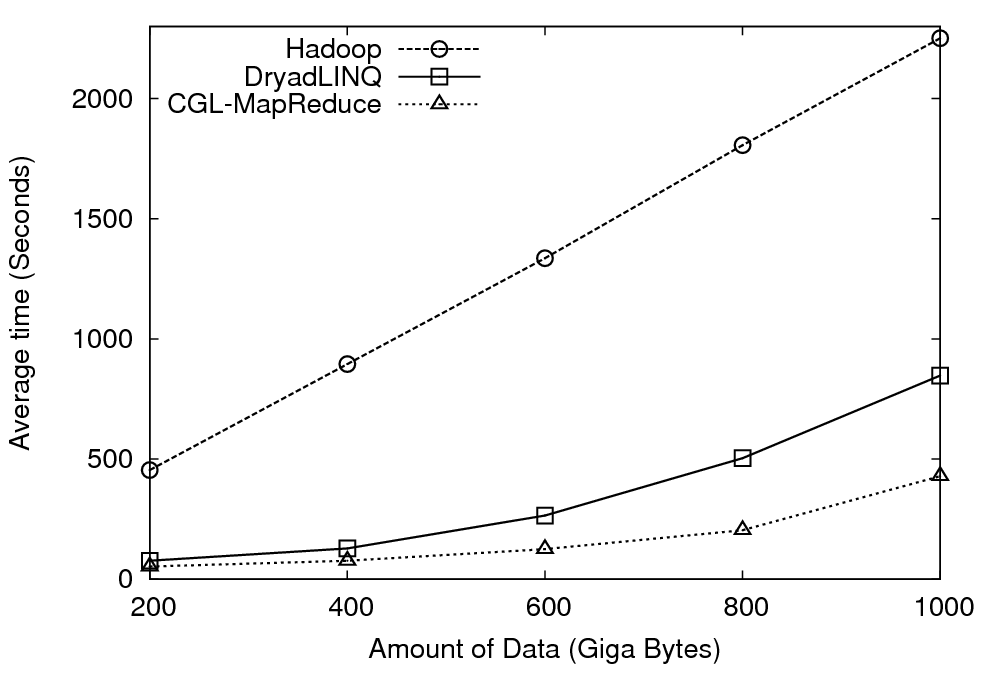 Hadoop
DryadLINQ
CGL-MapReduce
Average time (Seconds)
2000
1500
1000
500
0
200 400 600 800 1000
Amount of Data (Giga Bytes)